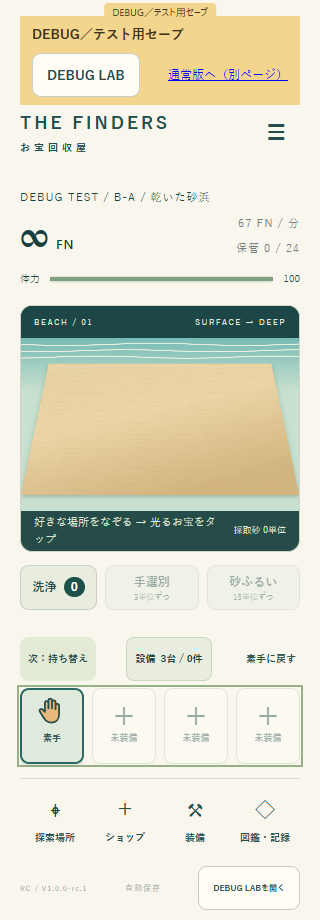 DEBUG／テスト用セーブ
DEBUG／テスト用セーブ
DEBUG LAB
通常版へ（別ページ）
THE FINDERS
お宝回収屋
DEBUG TEST / B-A / 乾いた砂浜
67 FN / 分
∞ FN
保管 0 / 24
体力
100
BEACH / 01
SURFACE → DEEP
好きな場所をなぞる → 光るお宝をタ
ップ
採取砂 0単位
洗浄 0
手選別
3単位ずつ
砂ふるい
15単位ずつ
次：持ち替え
設備 3台 / 0件
素手に戻す
素手
未装備
未装備
未装備
探索場所
ショップ
装備
図鑑・記録
RC / V1.0.0-rc.1
自動保存
DEBUG LABを開く